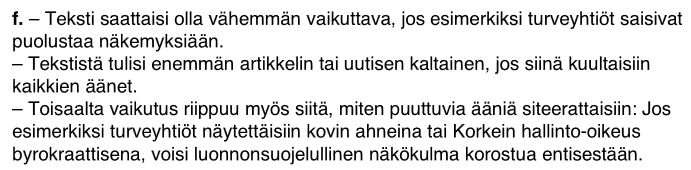 f. – Teksti saattaisi olla vähemmän vaikuttava, jos esimerkiksi turveyhtiöt saisivat
puolustaa näkemyksiään.
– Tekstistä tulisi enemmän artikkelin tai uutisen kaltainen, jos siinä kuultaisiin
kaikkien äänet.
– Toisaalta vaikutus riippuu myös siitä, miten puuttuvia ääniä siteerattaisiin: Jos
esimerkiksi turveyhtiöt näytettäisiin kovin ahneina tai Korkein hallinto-oikeus
byrokraattisena, voisi luonnonsuojelullinen näkökulma korostua entisestään.